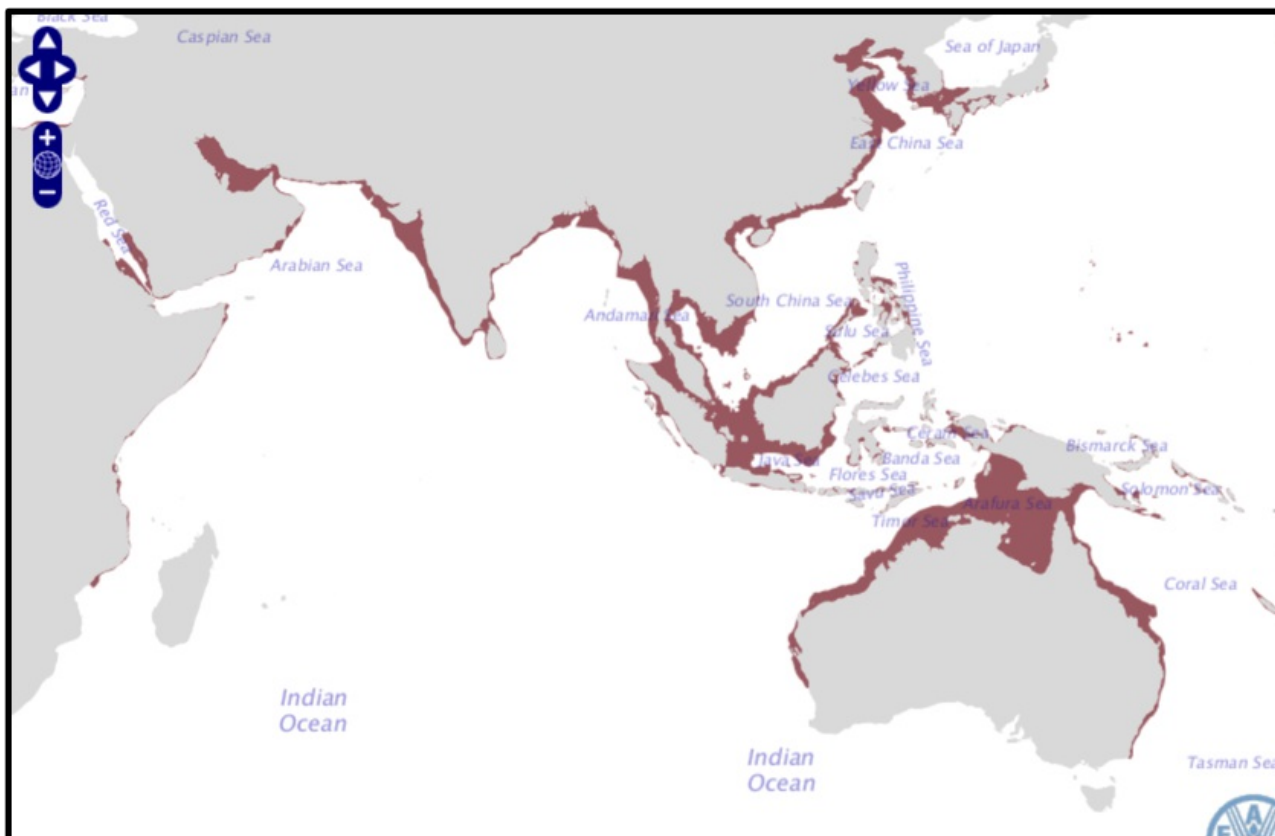 Black Sea
Caspian Sea
Sea of Japan
an
Yellow Sea
East China Sea
Red Sea
Arabian Sea
South China Sea
Philippine Sea
Andaman Sea
Sulu Sea
Celebes Sea
Ceram Sea
Bismarck Sea
Java Sea
Banda Sea
Flores Sea
Savu Sea
Solomon Sea
Arafura Sea
Timor Sea
Coral Sea
Indian
Ocean
Indian
Ocean
Tasman Sea
F A